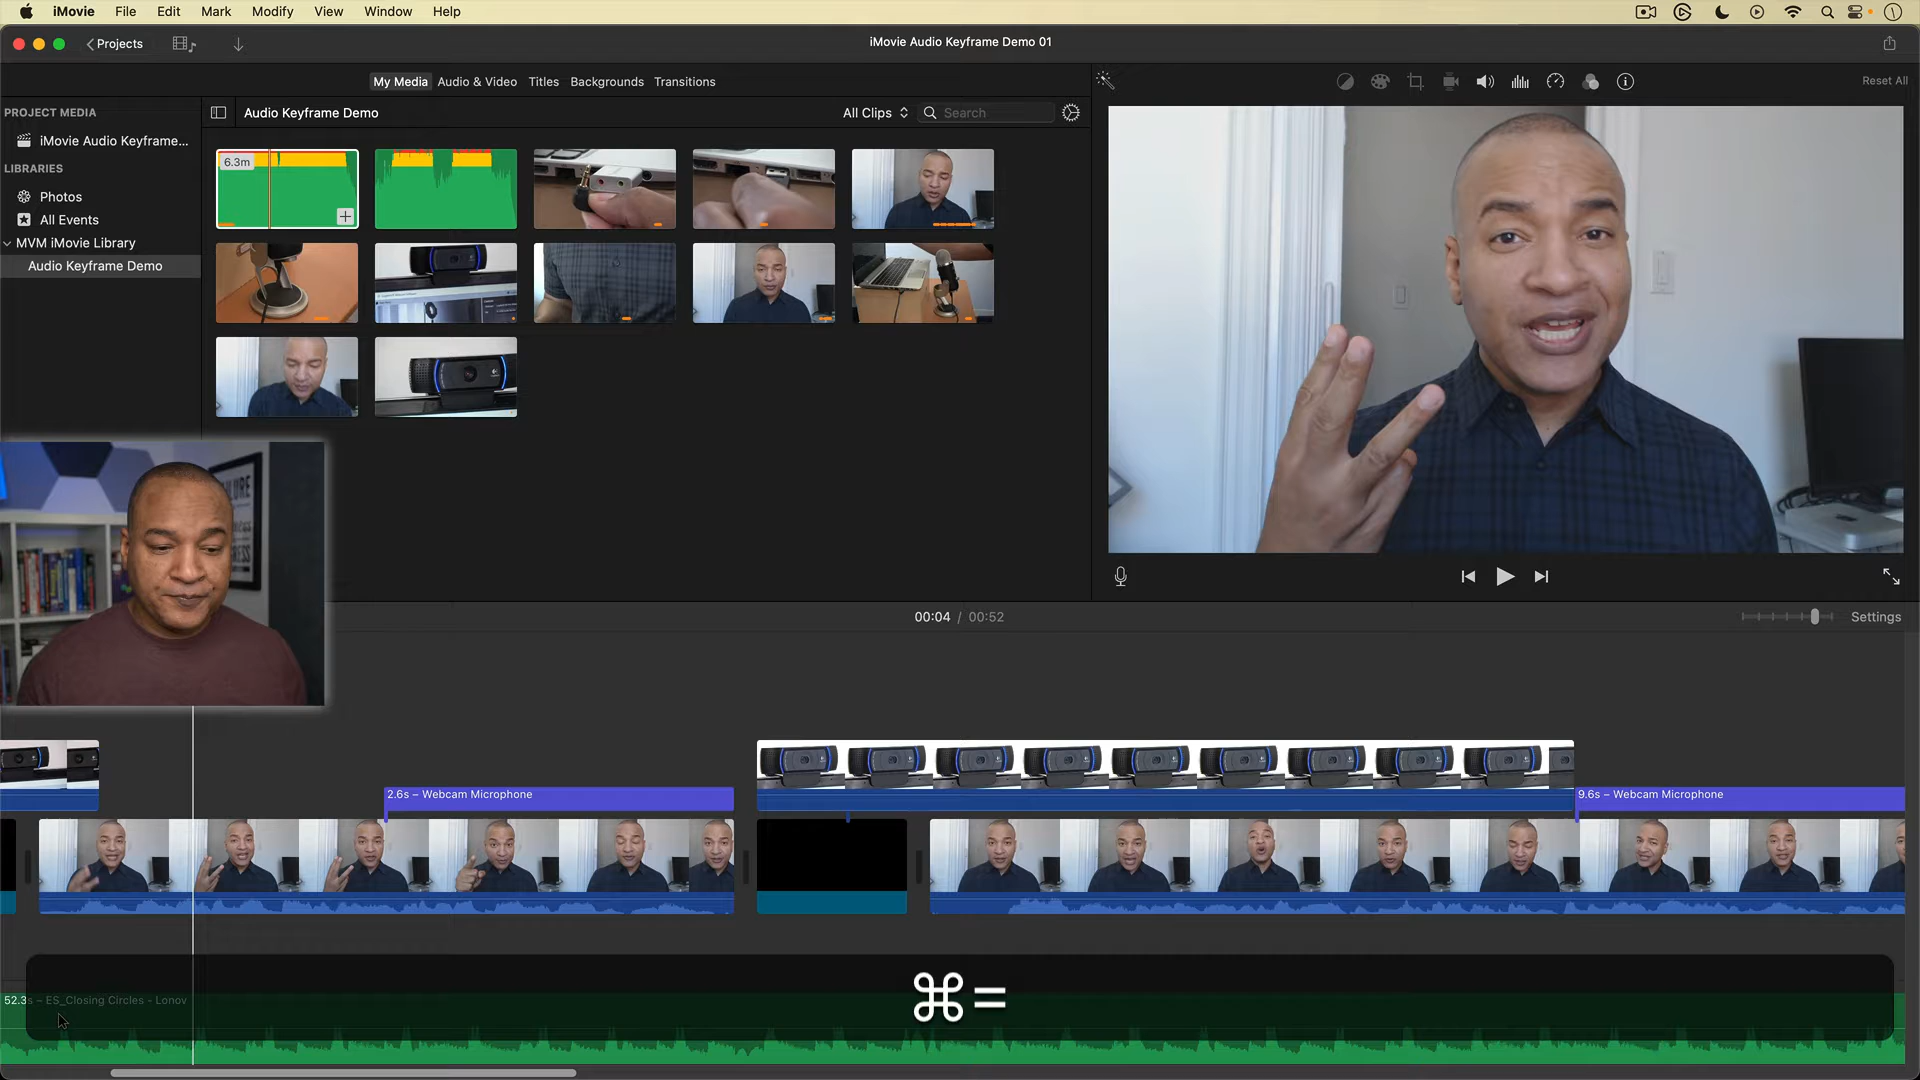 iMovie File Edit Mark Modify View Window Help
Projects
iMovie Audio Keyframe Demo 01
My Media Audio & Video Titles Backgrounds Transitions
Reset All
PROJECT MEDIA
iMovie Audio Keyframe...
LIBRARIES
Photos
All Events
MVM iMovie Library
Audio Keyframe Demo
Audio Keyframe Demo
All Clips
Search
6.3m
00:04 / 00:52
Settings
2.6s – Webcam Microphone
9.6s – Webcam Microphone
52.3s – ES_Closing Circles - Lonov
⌘=